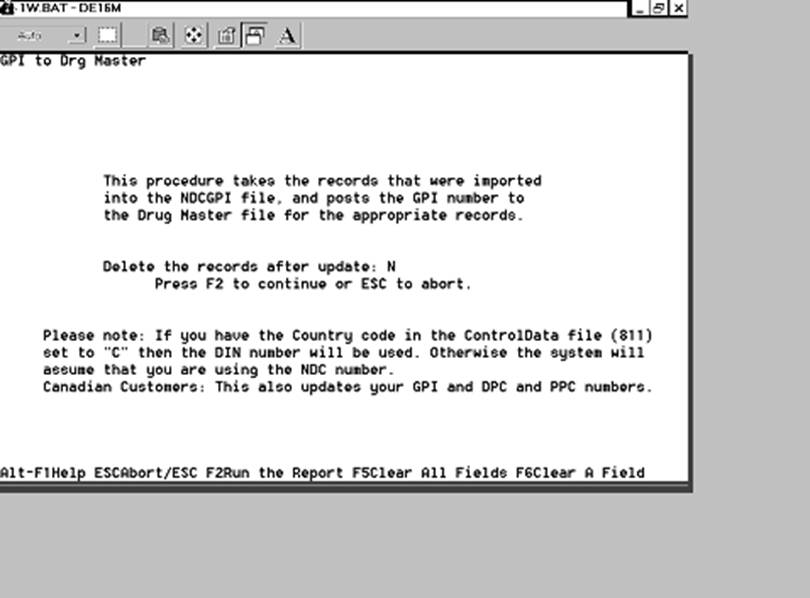 1W.BAT - DE16M
Auto
A
GPI to Drg Master
This procedure takes the records that were imported
into the NDCGPI file, and posts the GPI number to
the Drug Master file for the appropriate records.
Delete the records after update: N
Press F2 to continue or ESC to abort.
Please note: If you have the Country code in the ControlData file (811)
set to "C" then the DIN number will be used. Otherwise the system will
assume that you are using the NDC number.
Canadian Customers: This also updates your GPI and DPC and PPC numbers.
Alt-F1Help ESCAbort/ESC F2Run the Report F5Clear All Fields F6Clear A Field